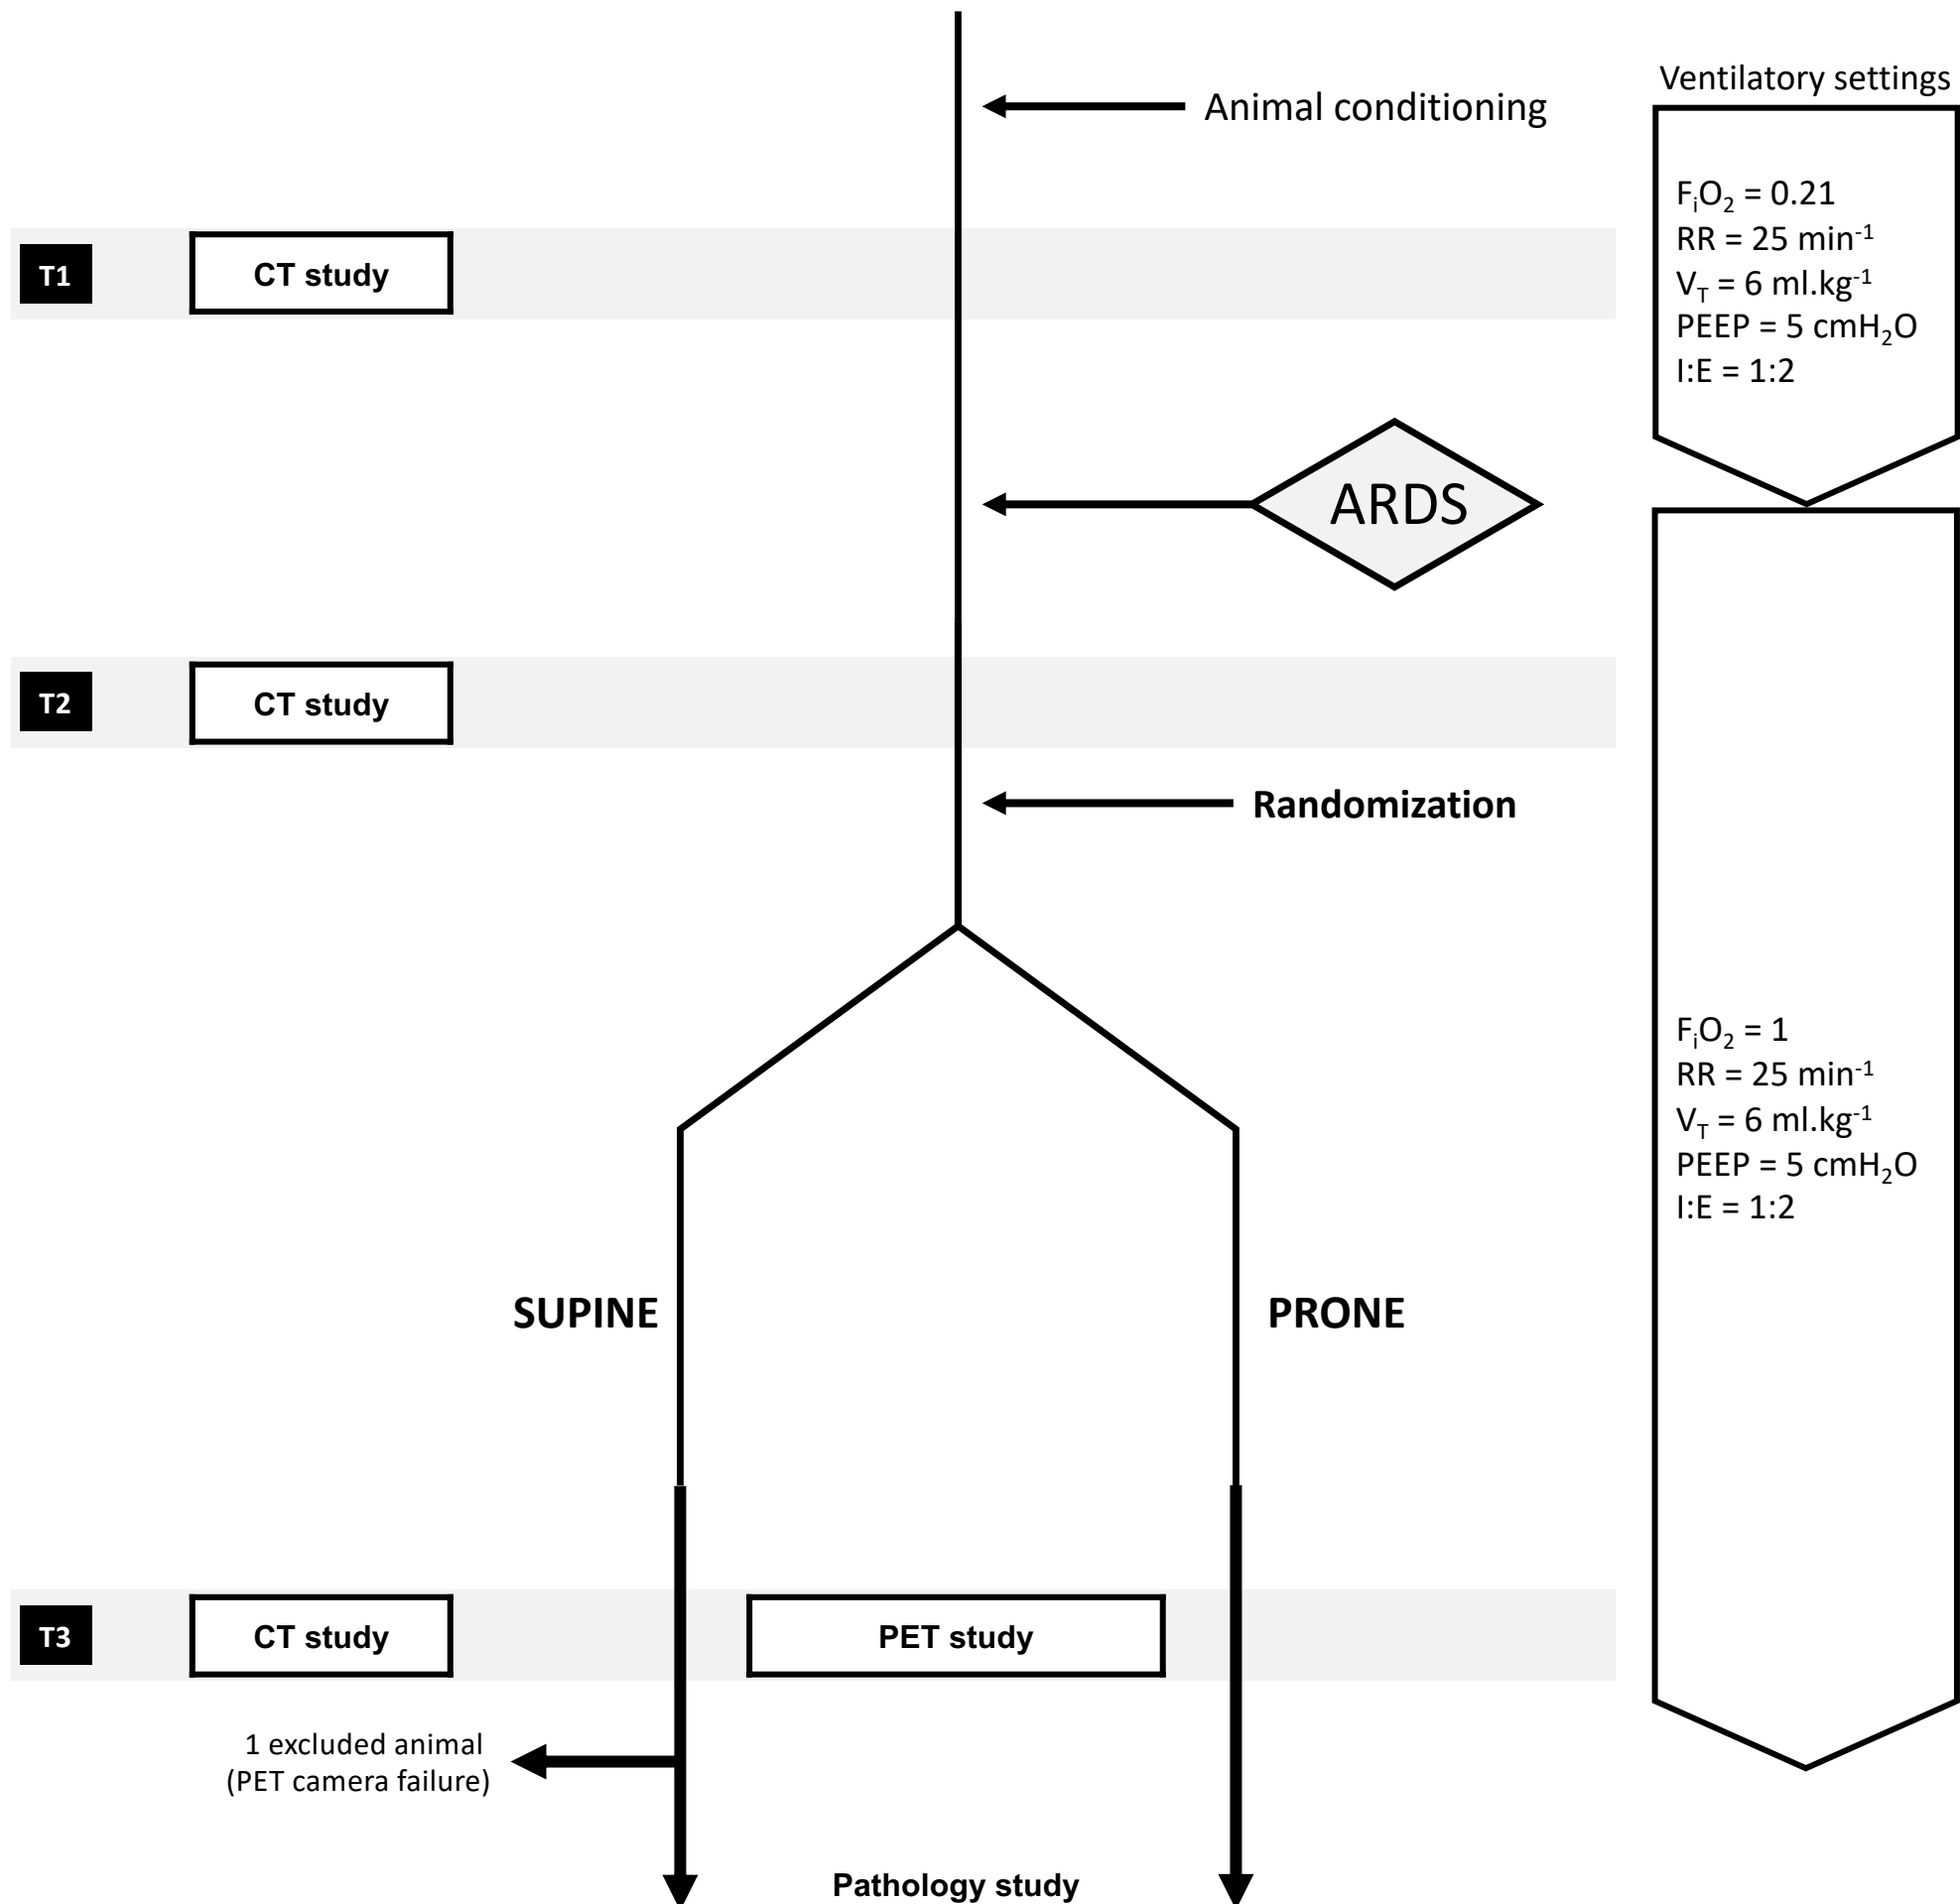 Ventilatory settings
Animal conditioning
FiO2 = 0.21
RR = 25 min-1
VT = 6 ml.kg-1
PEEP = 5 cmH2O
I:E = 1:2
T1
CT study
ARDS
T2
CT study
Randomization
FiO2 = 1
RR = 25 min-1
VT = 6 ml.kg-1
PEEP = 5 cmH2O
I:E = 1:2
SUPINE
PRONE
T3
CT study
PET study
1 excluded animal
(PET camera failure)
Pathology study